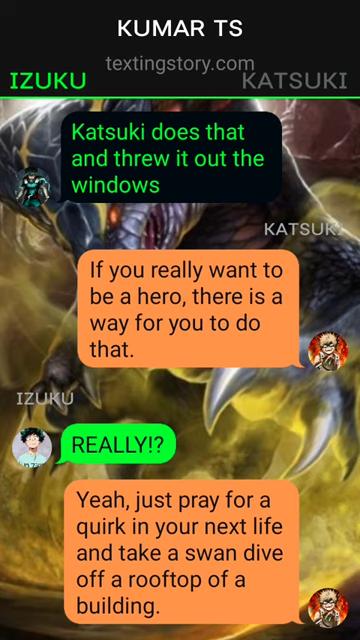 KUMAR TS
textingstory.com
IZUKU
KATSUKI
Katsuki does that
and threw it out the
windows
KATSUKI
If you really want to
be a hero, there is a
way for you to do
that.
IZUKU
REALLY!?
Yeah, just pray for a
quirk in your next life
and take a swan dive
off a rooftop of a
building.